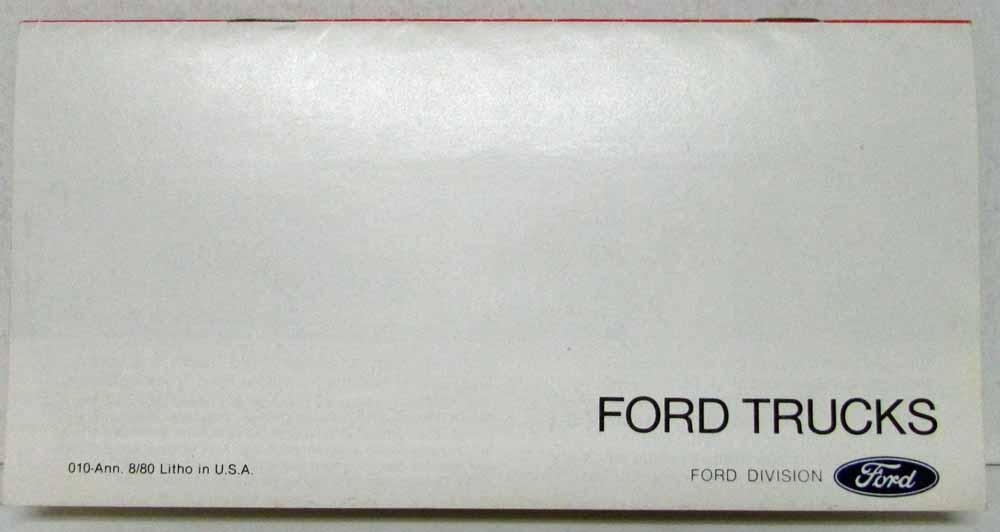 FORD TRUCKS
010-Ann. 8/80 Litho in U.S.A.
FORD DIVISION Ford